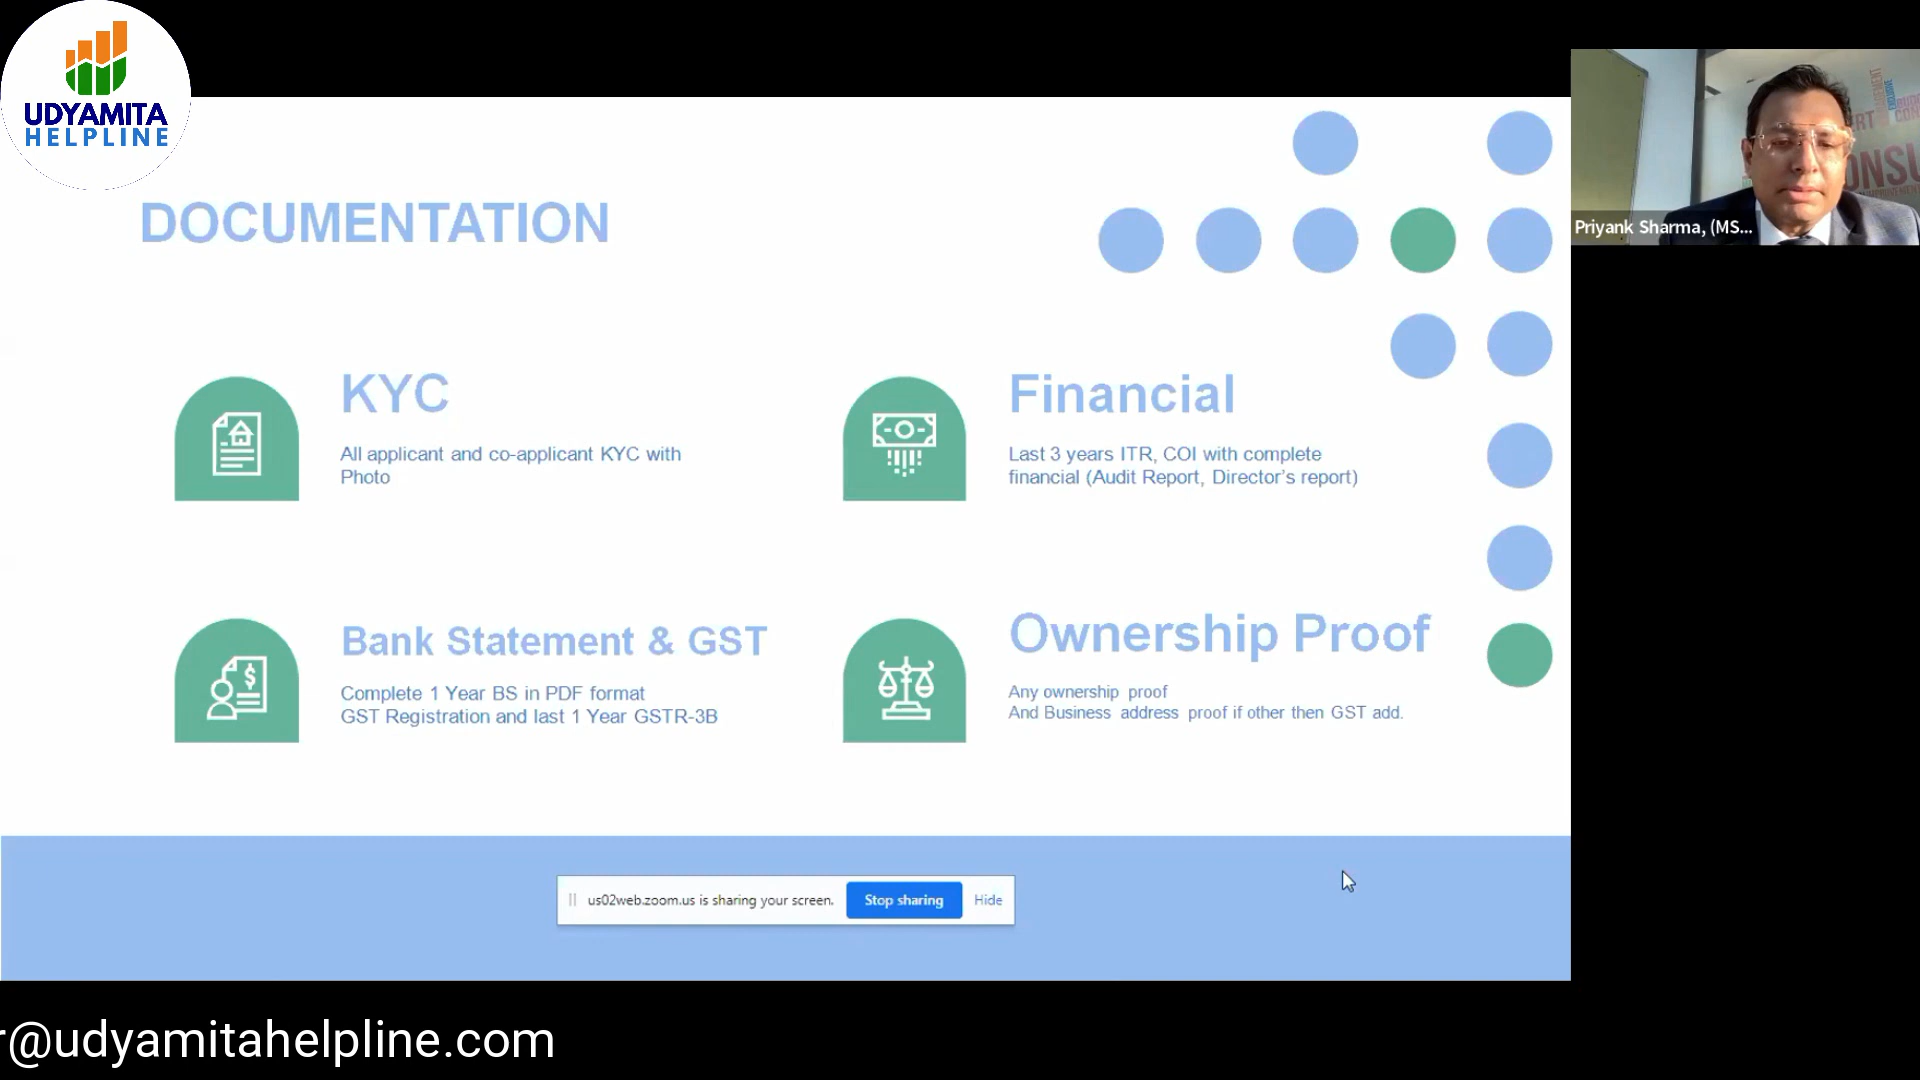 UDYAMITA
HELPLINE
DOCUMENTATION
KYC
All applicant and co-applicant KYC with
Photo
Financial
Last 3 years ITR, COI with complete
financial (Audit Report, Director's report)
Bank Statement & GST
Complete 1 Year BS in PDF format
GST Registration and last 1 Year GSTR-3B
Ownership Proof
Any ownership proof
And Business address proof if other then GST add.
us02web.zoom.us is sharing your screen.
Stop sharing
Hide
Priyank Sharma, (MS...
r@udyamitahelpline.com